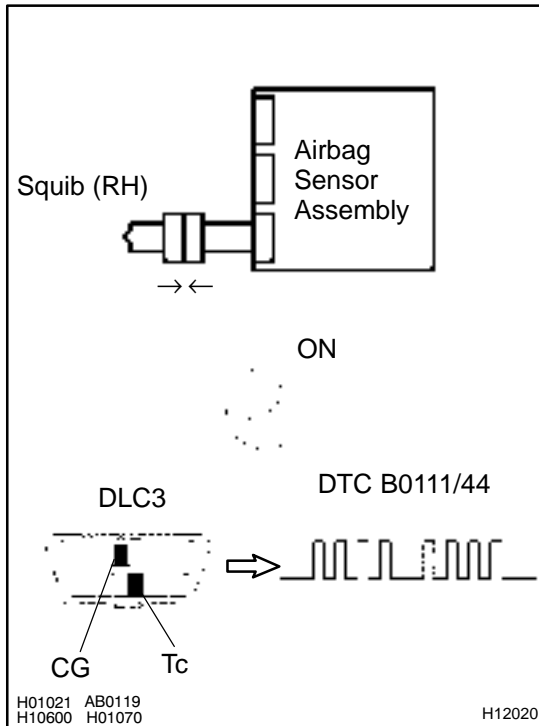 Airbag
Sensor
Assembly
Squib (RH)
ON
DLC3
DTC B0111/44
CG
Tc
H01021 AB0119
H10600 H01070
H12020